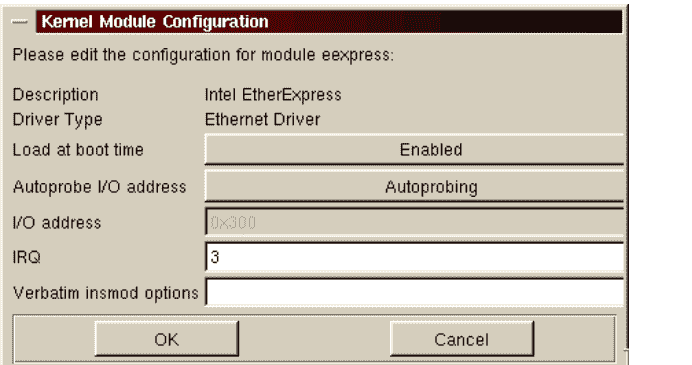 Kernel Module Configuration
Please edit the configuration for module eexpress:
Description Intel EtherExpress
Driver Type Ethernet Driver
Load at boot time Enabled
Autoprobe I/O address Autoprobing
I/O address 0x300
IRQ 3
Verbatim insmod options
OK Cancel